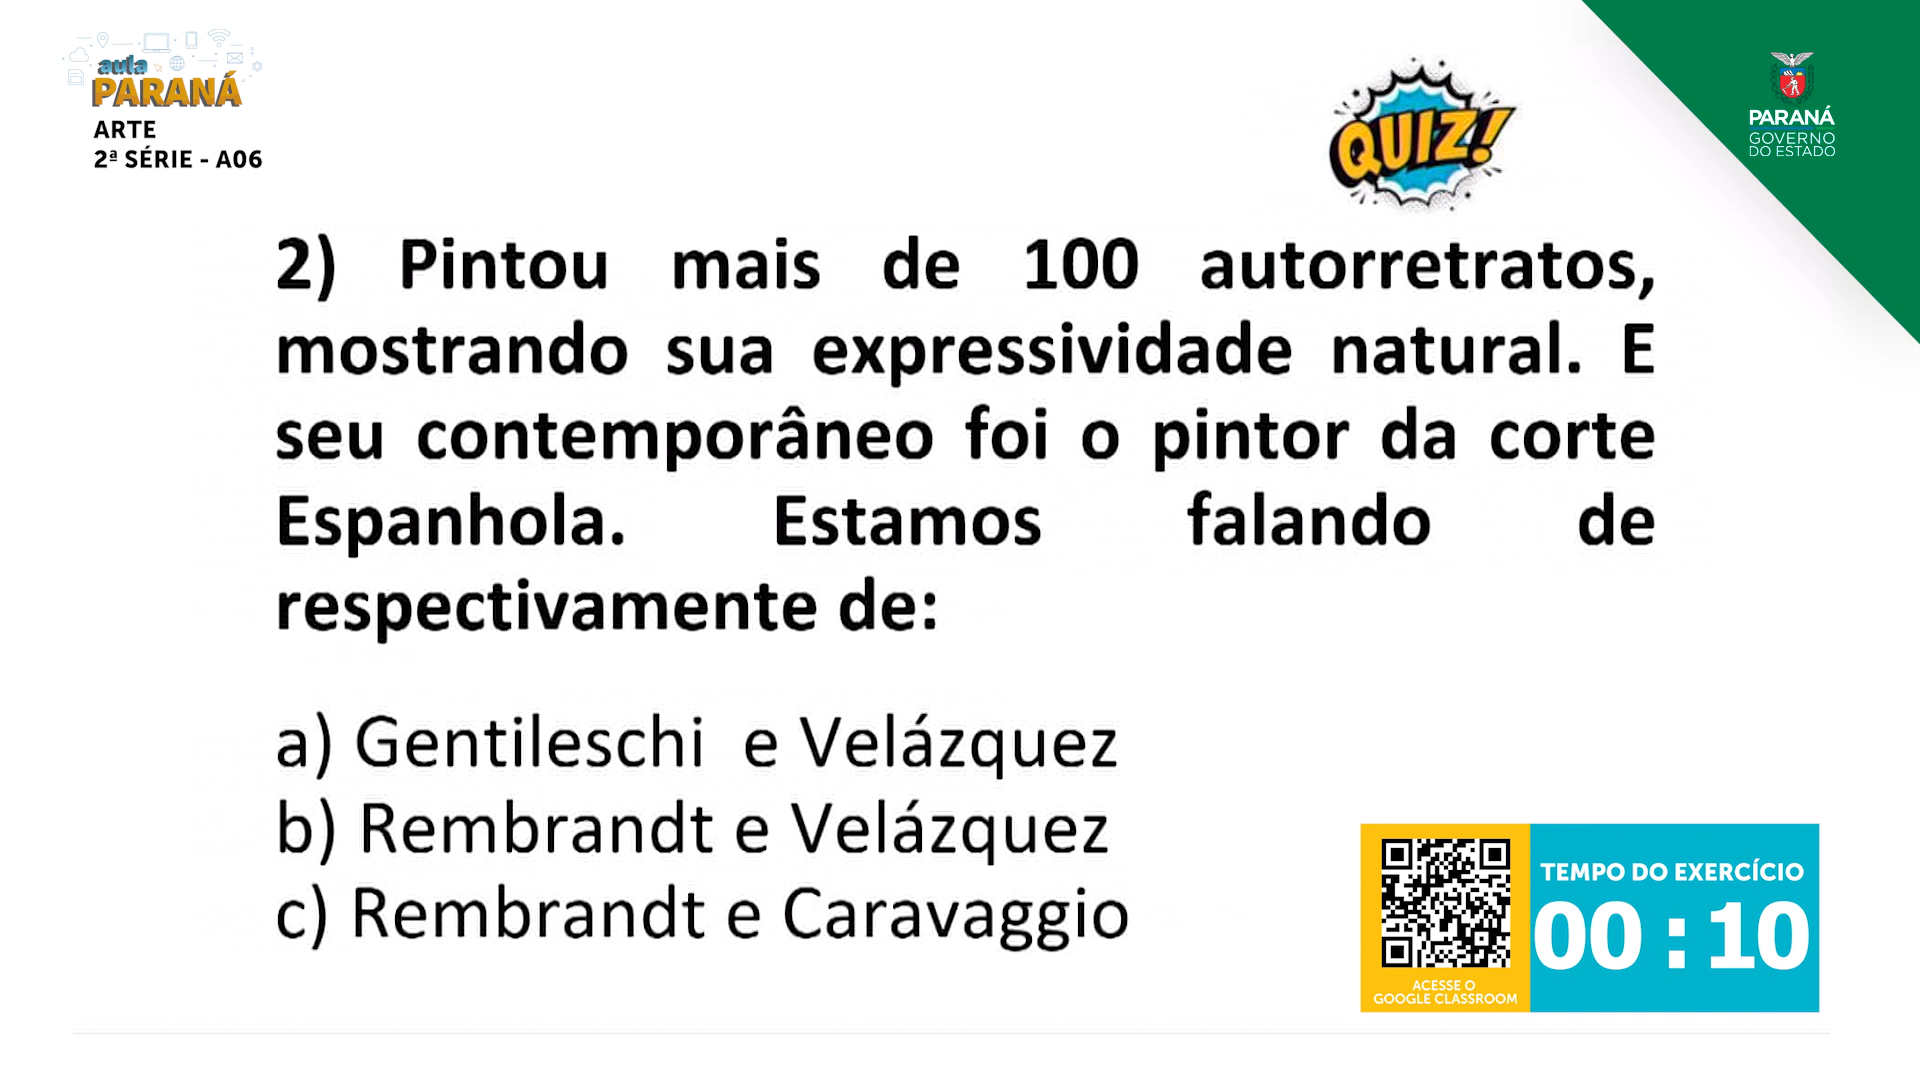 aula
PARANÁ
ARTE
2ª SÉRIE - A06
QUIZ!
PARANÁ
GOVERNO
DO ESTADO
2) Pintou mais de 100 autorretratos,
mostrando sua expressividade natural. E
seu contemporâneo foi o pintor da corte
Espanhola. Estamos falando de
respectivamente de:
a) Gentileschi e Velázquez
b) Rembrandt e Velázquez
c) Rembrandt e Caravaggio
TEMPO DO EXERCÍCIO
00 : 10
ACESSE O
GOOGLE CLASSROOM